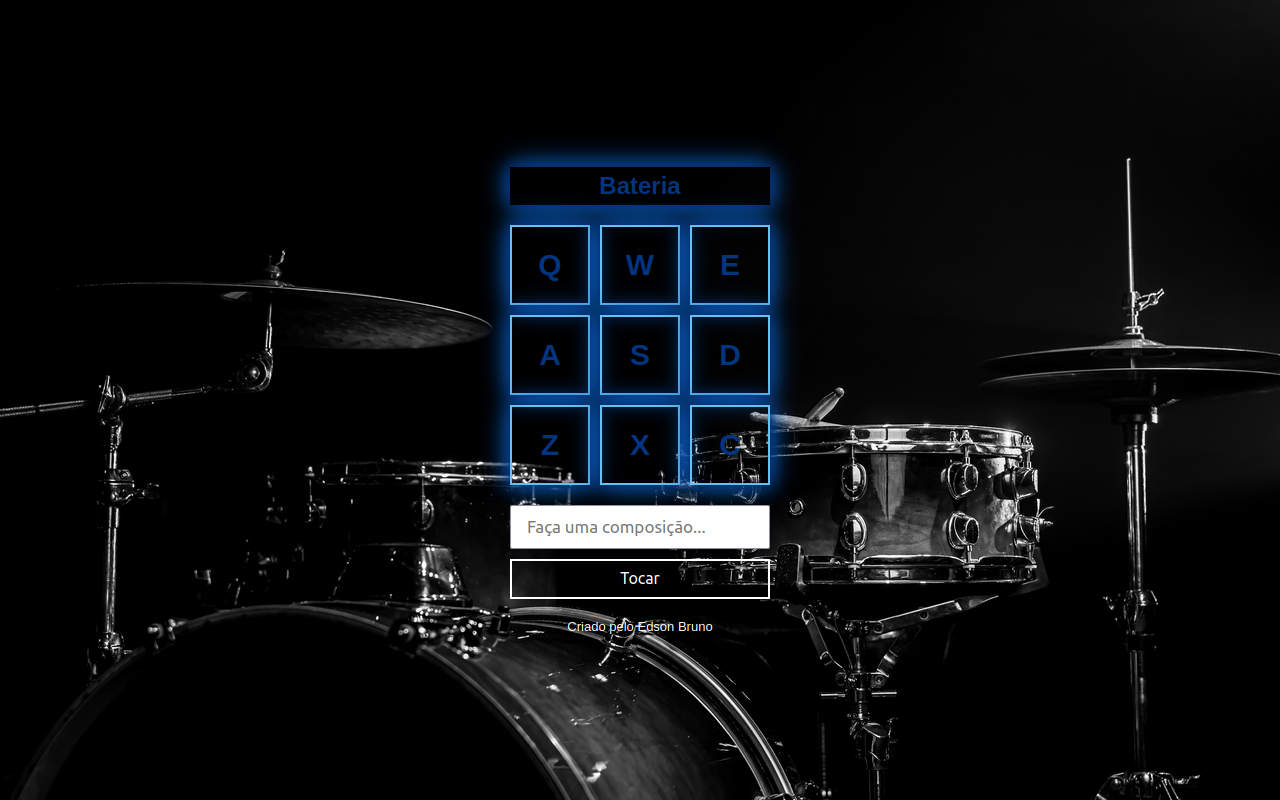 Bateria
Q W E
A S D
Z X C
Faça uma composição...
Tocar
Criado pelo Edson Bruno